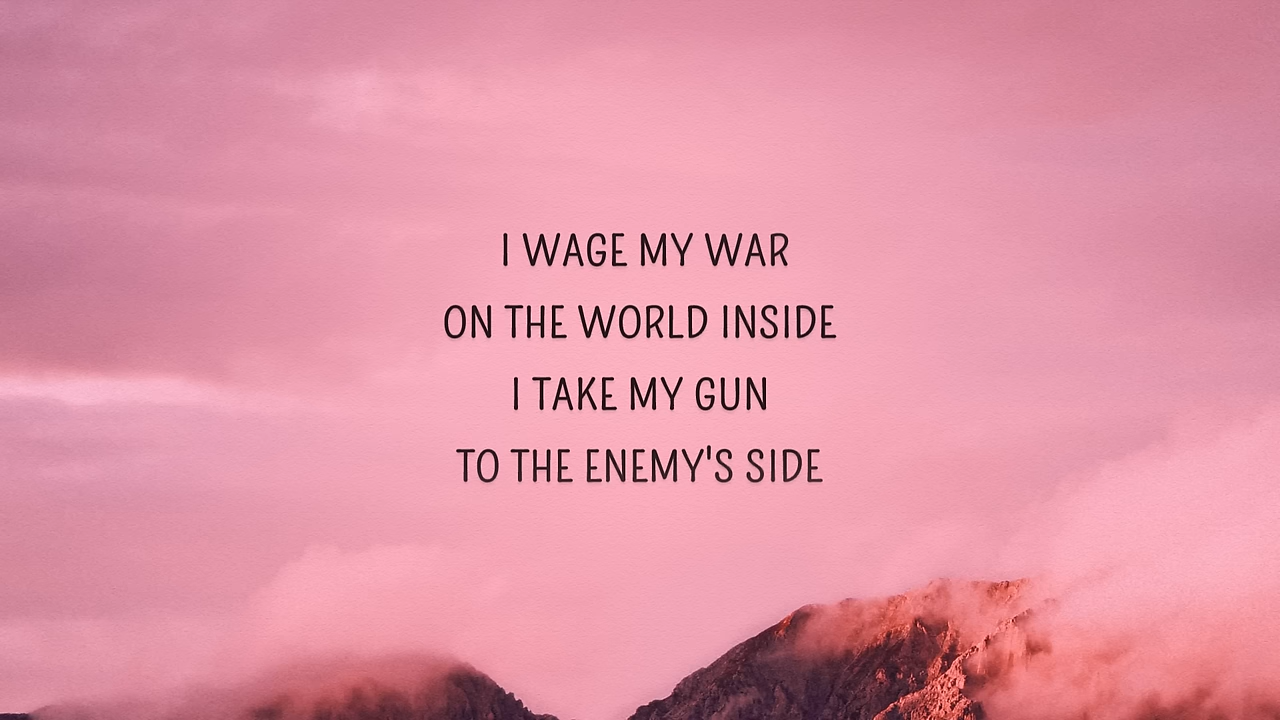 I WAGE MY WAR
ON THE WORLD INSIDE
I TAKE MY GUN
TO THE ENEMY'S SIDE